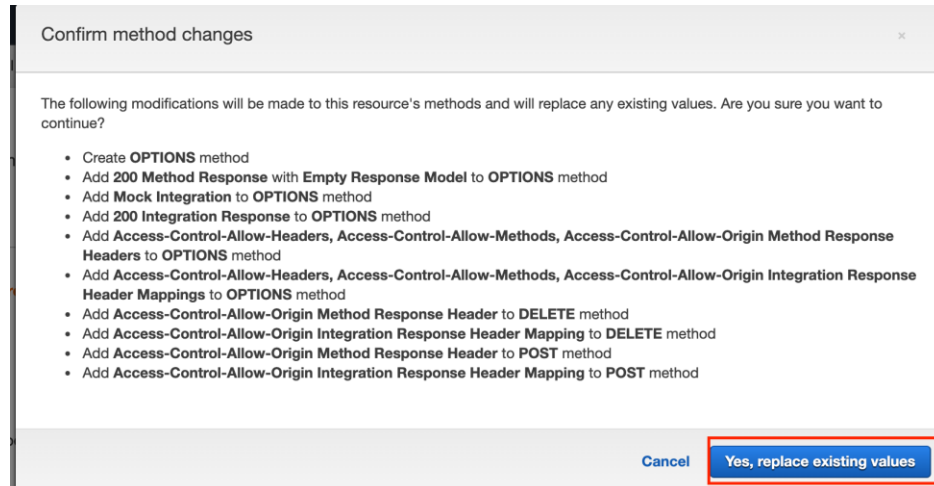 Confirm method changes
×
The following modifications will be made to this resource's methods and will replace any existing values. Are you sure you want to
continue?
• Create OPTIONS method
• Add 200 Method Response with Empty Response Model to OPTIONS method
• Add Mock Integration to OPTIONS method
• Add 200 Integration Response to OPTIONS method
• Add Access-Control-Allow-Headers, Access-Control-Allow-Methods, Access-Control-Allow-Origin Method Response
Headers to OPTIONS method
• Add Access-Control-Allow-Headers, Access-Control-Allow-Methods, Access-Control-Allow-Origin Integration Response
Header Mappings to OPTIONS method
• Add Access-Control-Allow-Origin Method Response Header to DELETE method
• Add Access-Control-Allow-Origin Integration Response Header Mapping to DELETE method
• Add Access-Control-Allow-Origin Method Response Header to POST method
• Add Access-Control-Allow-Origin Integration Response Header Mapping to POST method
Cancel
Yes, replace existing values